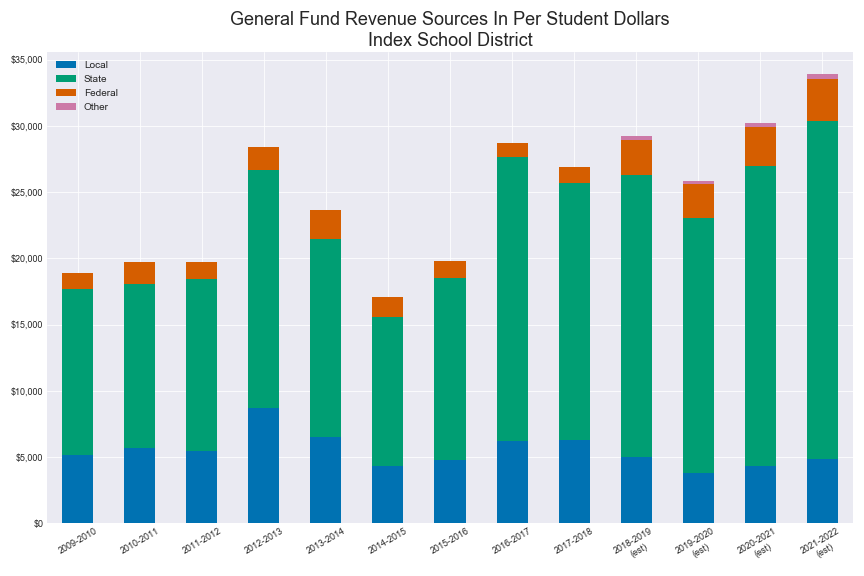 General Fund Revenue Sources In Per Student Dollars
Index School District
Local
State
Federal
Other
$35,000
$30,000
$25,000
$20,000
$15,000
$10,000
$5,000
$0
2009-2010
2010-2011
2011-2012
2012-2013
2013-2014
2014-2015
2015-2016
2016-2017
2017-2018
2018-2019
(est)
2019-2020
(est)
2020-2021
(est)
2021-2022
(est)